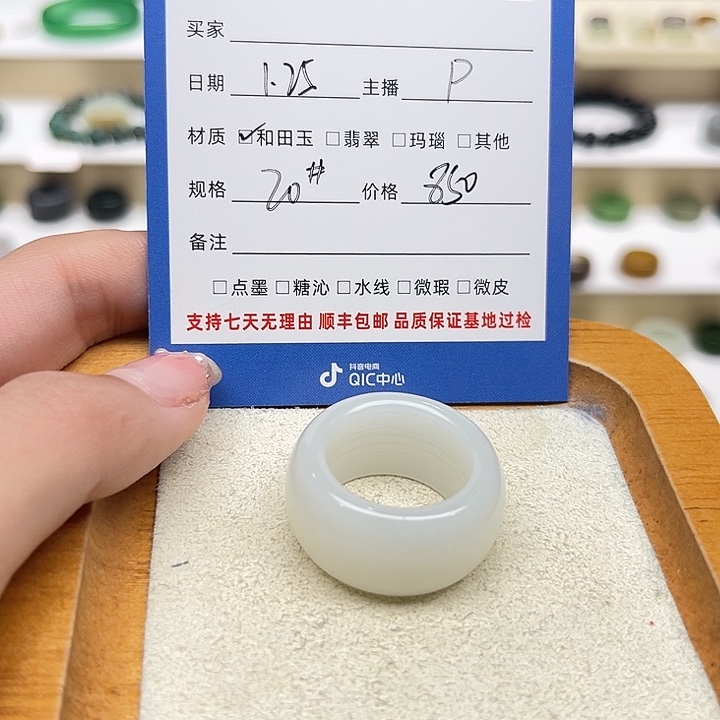 买家
日期 1.25 主播 P
材质 ☑和田玉 □翡翠 □玛瑙 □其他
规格 20# 价格 850
备注
□点墨 □糖沁 □水线 □微瑕 □微皮
支持七天无理由 顺丰包邮 品质保证基地过检
抖音电商
QIC中心